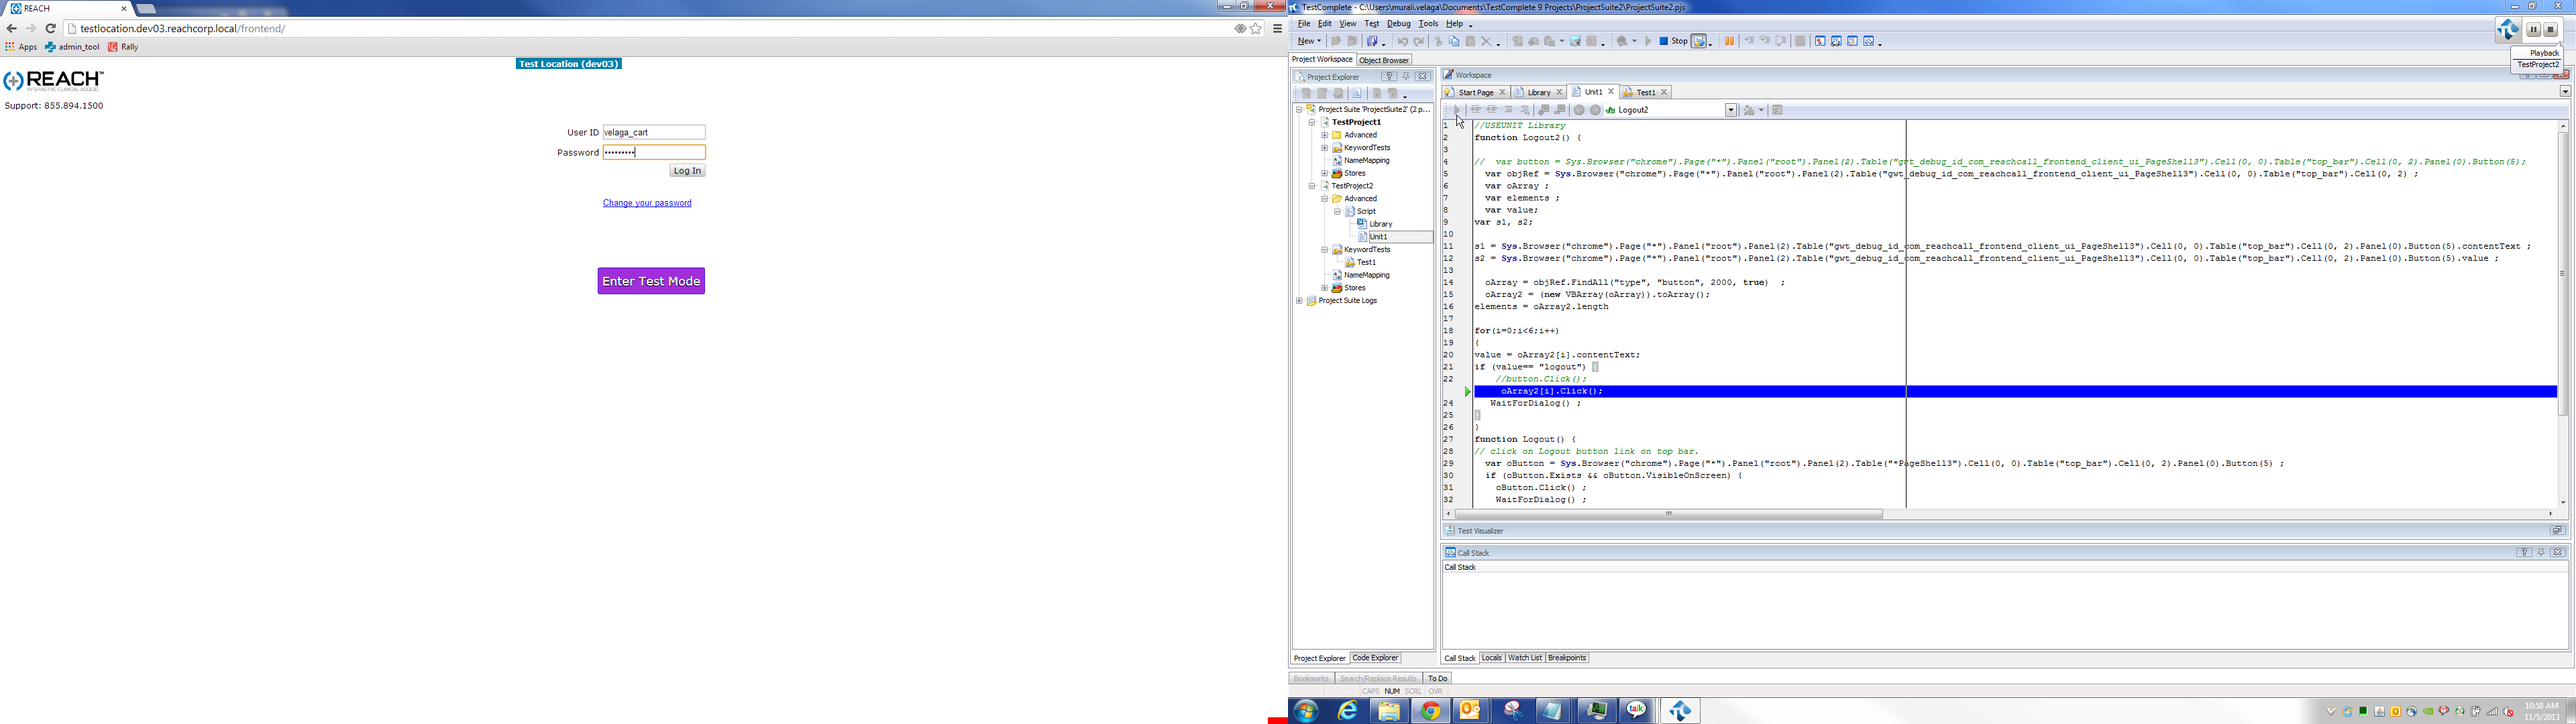 REACH
testlocation.dev03.reachcorp.local/frontend/
Apps admin_tool Rally
Test Location (dev03)
REACH™
INTERACTIVE CLINICAL ACCESS
Support: 855.894.1500
User ID velaga_cart
Password •••••••••
Log In
Change your password
Enter Test Mode
TestComplete - C:\Users\murali.velaga\Documents\TestComplete 9 Projects\ProjectSuite2\ProjectSuite2.pjs
File Edit View Test Debug Tools Help
New Stop
Playback
TestProject2
Project Workspace Object Browser
Project Explorer
Project Suite 'ProjectSuite2' (2 p...
TestProject1
Advanced
KeywordTests
NameMapping
Stores
TestProject2
Advanced
Script
Library
Unit1
KeywordTests
Test1
NameMapping
Stores
Project Suite Logs
Project Explorer Code Explorer
Workspace
Start Page Library Unit1 Test1
Logout2
1 //USEUNIT Library
2 function Logout2() {
3
4 // var button = Sys.Browser("chrome").Page("*").Panel("root").Panel(2).Table("gwt_debug_id_com_reachcall_frontend_client_ui_PageShell3").Cell(0, 0).Table("top_bar").Cell(0, 2).Panel(0).Button(5);
5 var objRef = Sys.Browser("chrome").Page("*").Panel("root").Panel(2).Table("gwt_debug_id_com_reachcall_frontend_client_ui_PageShell3").Cell(0, 0).Table("top_bar").Cell(0, 2) ;
6 var oArray ;
7 var elements ;
8 var value;
9 var s1, s2;
10
11 s1 = Sys.Browser("chrome").Page("*").Panel("root").Panel(2).Table("gwt_debug_id_com_reachcall_frontend_client_ui_PageShell3").Cell(0, 0).Table("top_bar").Cell(0, 2).Panel(0).Button(5).contentText ;
12 s2 = Sys.Browser("chrome").Page("*").Panel("root").Panel(2).Table("gwt_debug_id_com_reachcall_frontend_client_ui_PageShell3").Cell(0, 0).Table("top_bar").Cell(0, 2).Panel(0).Button(5).value ;
13
14 oArray = objRef.FindAll("type", "button", 2000, true) ;
15 oArray2 = (new VBArray(oArray)).toArray();
16 elements = oArray2.length
17
18 for(i=0;i<6;i++)
19 {
20 value = oArray2[i].contentText;
21 if (value== "logout") {
22 //button.Click();
oArray2[i].Click();
24 WaitForDialog() ;
25 }
26 }
27 function Logout() {
28 // click on Logout button link on top bar.
29 var oButton = Sys.Browser("chrome").Page("*").Panel("root").Panel(2).Table("*PageShell3").Cell(0, 0).Table("top_bar").Cell(0, 2).Panel(0).Button(5) ;
30 if (oButton.Exists && oButton.VisibleOnScreen) {
31 oButton.Click() ;
32 WaitForDialog() ;
Test Visualizer
Call Stack
Call Stack
Call Stack Locals Watch List Breakpoints
Bookmarks Search/Replace Results To Do
CAPS NUM SCRL OVR
talk
10:58 AM
11/5/2013